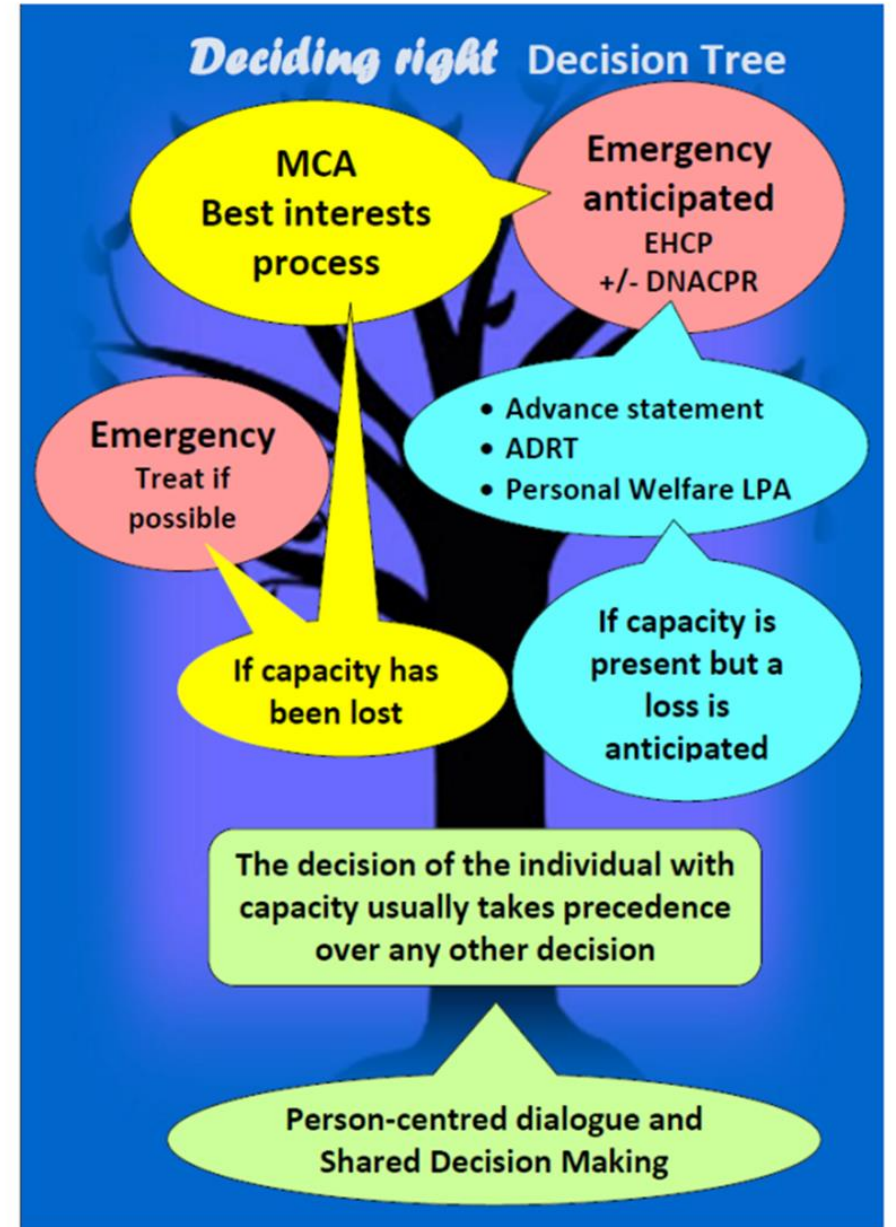 Deciding right Decision Tree
MCA
Best interests
process
Emergency
anticipated
EHCP
+/- DNACPR
Emergency
Treat if
possible
• Advance statement
• ADRT
• Personal Welfare LPA
If capacity has
been lost
If capacity is
present but a
loss is
anticipated
The decision of the individual with
capacity usually takes precedence
over any other decision
Person-centred dialogue and
Shared Decision Making